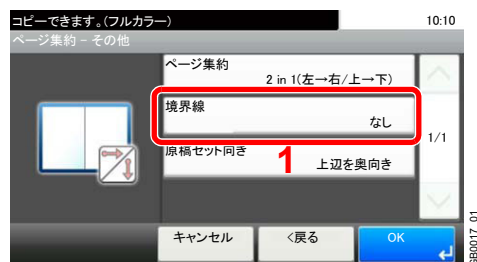 コピーできます。(フルカラー)
10:10
ページ集約 - その他
ページ集約
2 in 1(左→右/上→下)
境界線
なし
1/1
原稿セット向き
1
上辺を奥向き
キャンセル
<戻る
OK
GB0017_01